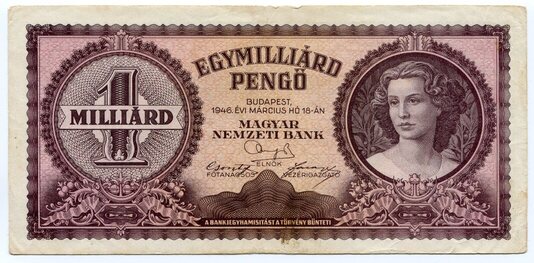 EGYMILLIÁRD
PENGŐ
1
MILLIÁRD
BUDAPEST,
1946. ÉVI MÁRCIUS HÓ 18-ÁN
MAGYAR
NEMZETI BANK
ELNÖK
FŐTANÁCSOS
VEZÉRIGAZGATÓ
A BANKJEGYHAMISÍTÁST A TÖRVÉNY BÜNTETI